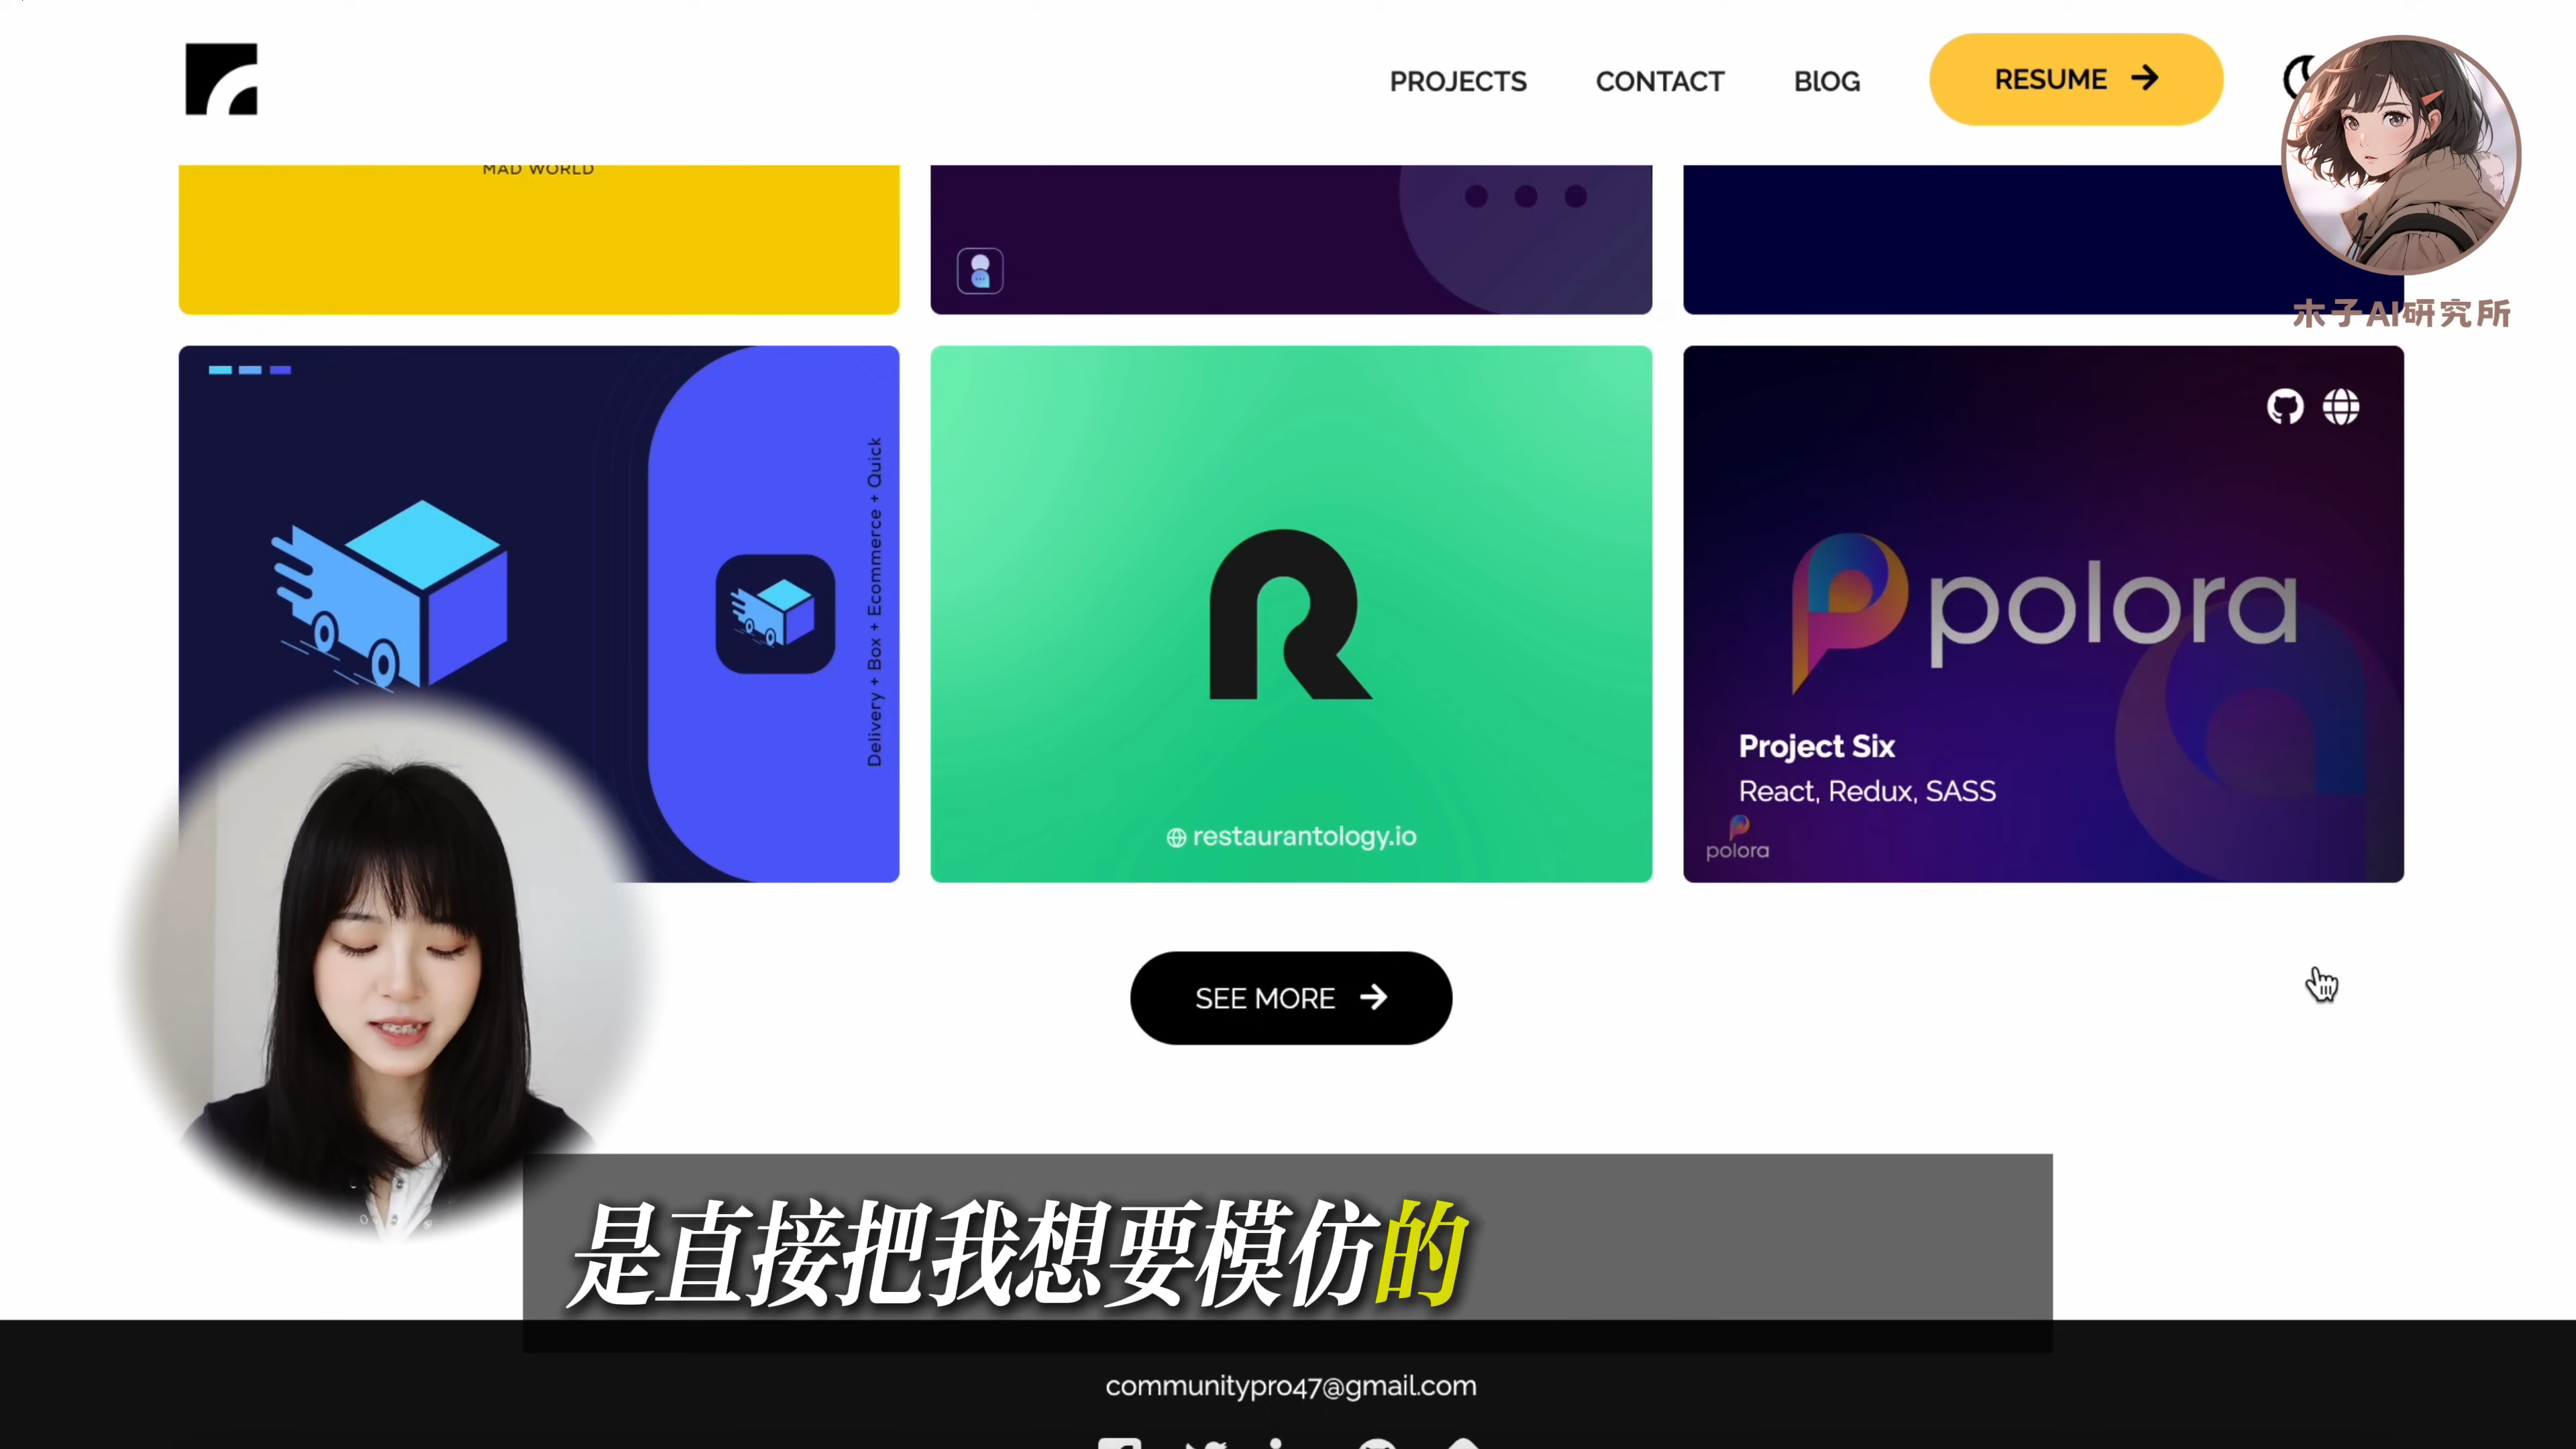 PROJECTS CONTACT BlOG RESUME
MAD WORLD
木子AI研究所
Delivery + Box + Ecommerce + Quick
R
restaurantology.io
polora
Project Six
React, Redux, SASS
polora
SEE MORE
是直接把我想要模仿的
communitypro47@gmail.com